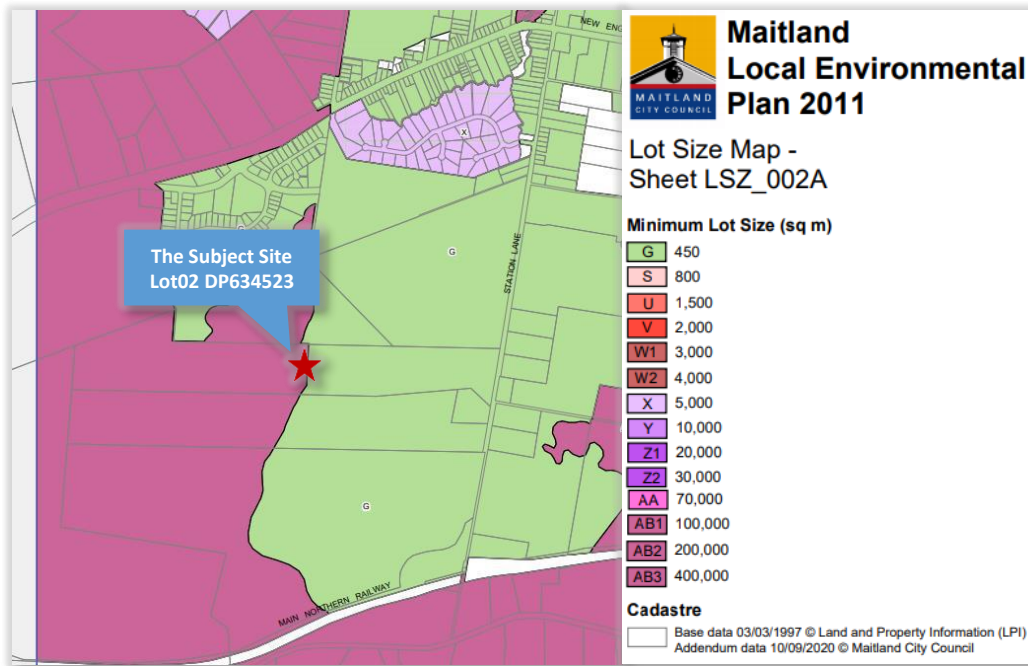 NEW ENG
X
G
The Subject Site
Lot02 DP634523
G
STATION LANE
G
MAIN NORTHERN RAILWAY
MAITLAND
CITY COUNCIL
Maitland
Local Environmental
Plan 2011
Lot Size Map -
Sheet LSZ_002A
Minimum Lot Size (sq m)
G 450
S 800
U 1,500
V 2,000
W1 3,000
W2 4,000
X 5,000
Y 10,000
Z1 20,000
Z2 30,000
AA 70,000
AB1 100,000
AB2 200,000
AB3 400,000
Cadastre
Base data 03/03/1997 © Land and Property Information (LPI)
Addendum data 10/09/2020 © Maitland City Council